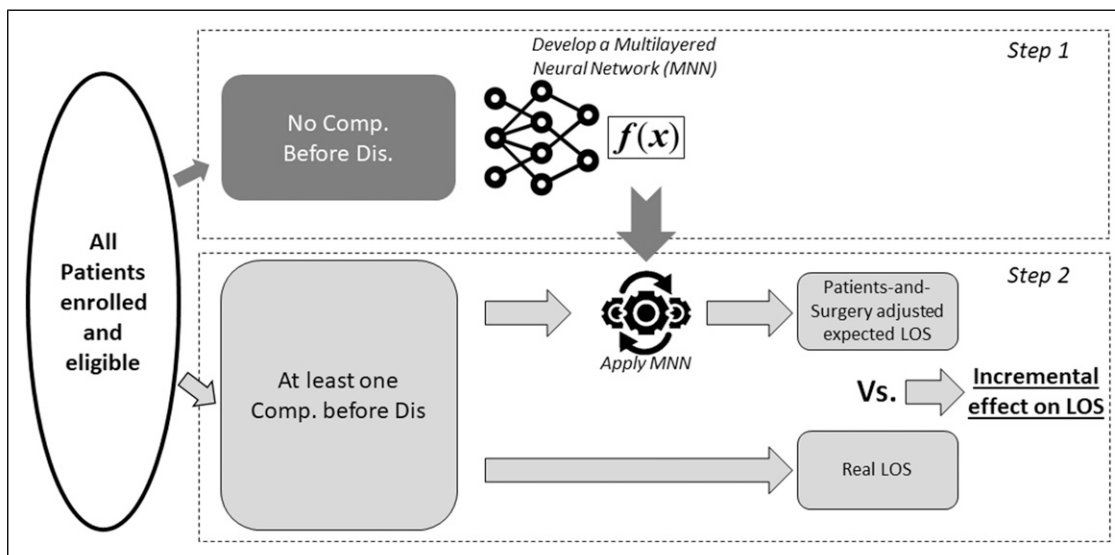 Develop a Multilayered
Neural Network (MNN)
Step 1
No Comp.
Before Dis.
f(x)
All
Patients
enrolled
and
eligible
Step 2
Patients-and-
Surgery adjusted
expected LOS
Apply MNN
At least one
Comp. before Dis
Vs.
Incremental
effect on LOS
Real LOS